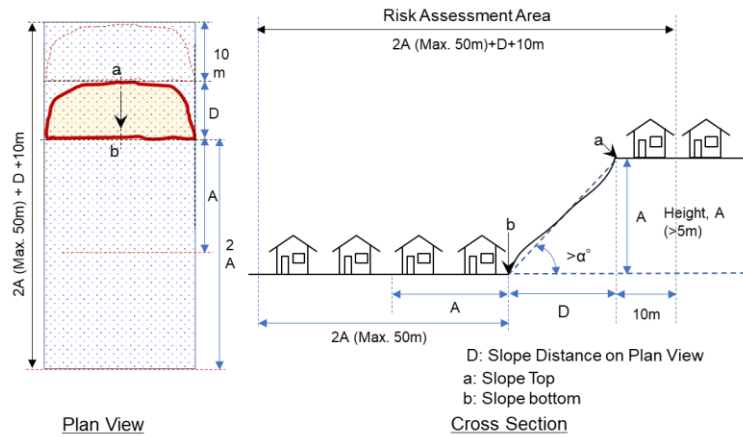 Risk Assessment Area
2A (Max. 50m)+D+10m
10
m
a
D
b
A
2
A
2A (Max. 50m) + D +10m
a
b
A
Height, A
(>5m)
>α°
A
D
10m
2A (Max. 50m)
D: Slope Distance on Plan View
a: Slope Top
b: Slope bottom
Plan View
Cross Section